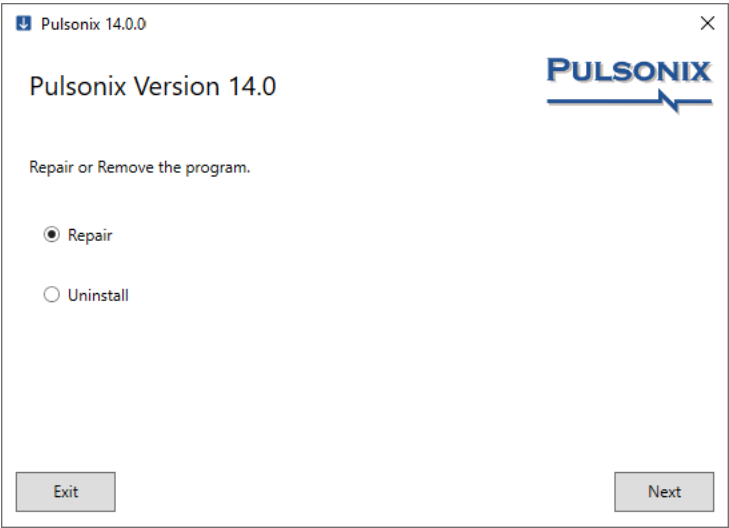 Pulsonix 14.0.0
Pulsonix Version 14.0
PULSONIX
Repair or Remove the program.
Repair
Uninstall
Exit
Next